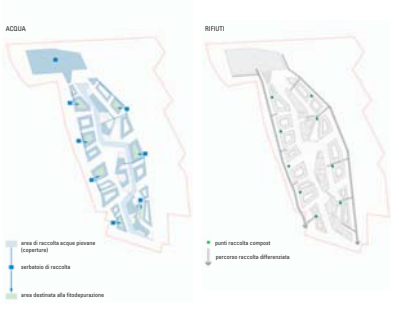 ACQUA
area di raccolta acque piovane
(coperture)
serbatoio di raccolta
area destinata alla fitodepurazione
RIFIUTI
punti raccolta compost
percorso raccolta differenziata